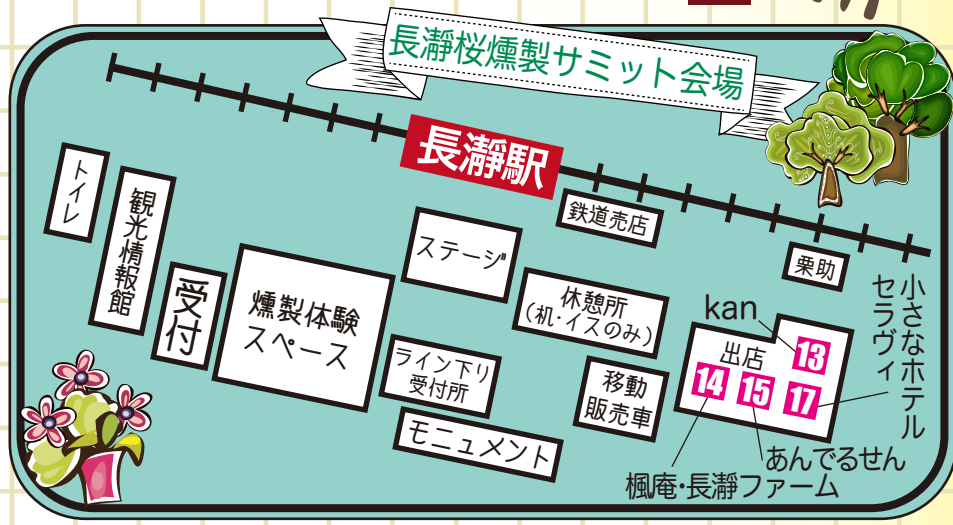 長瀞桜燻製サミット会場
長瀞駅
トイレ
観光情報館
受付
燻製体験
スペース
ステージ
鉄道売店
休憩所
(机・イスのみ)
ライン下り
受付所
モニュメント
移動
販売車
栗助
kan
出店
13
14
15
17
小さなホテル
セラヴィ
あんでるせん
楓庵・長瀞ファーム